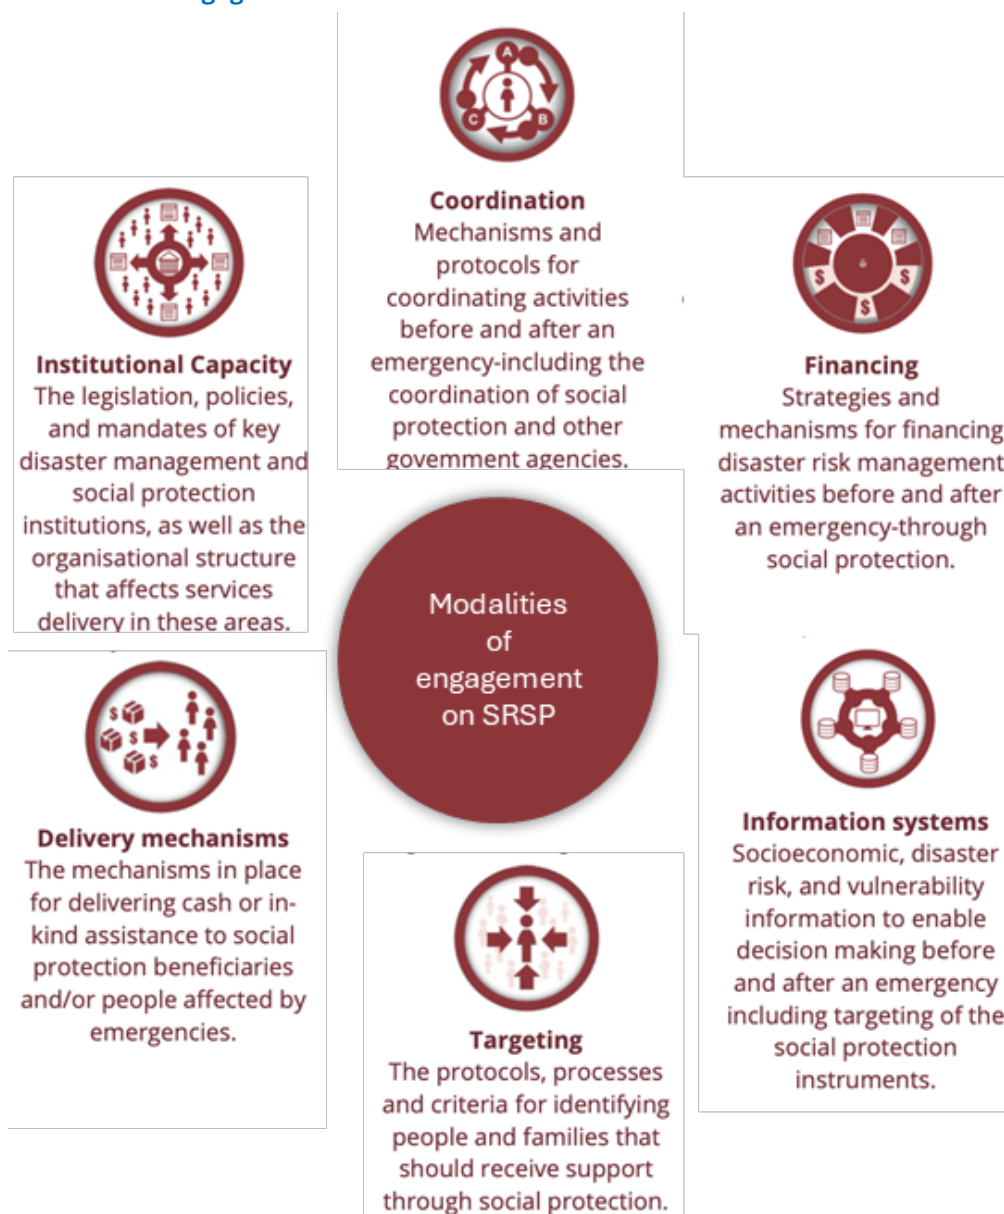 A
B
C
Coordination
Mechanisms and
protocols for
coordinating activities
before and after an
emergency-including the
coordination of social
protection and other
government agencies.
Institutional Capacity
The legislation, policies,
and mandates of key
disaster management and
social protection
institutions, as well as the
organisational structure
that affects services
delivery in these areas.
$
$
$
Financing
Strategies and
mechanisms for financing
disaster risk management
activities before and after
an emergency-through
social protection.
Modalities
of
engagement
on SRSP
$
$
$
Delivery mechanisms
The mechanisms in place
for delivering cash or in-
kind assistance to social
protection beneficiaries
and/or people affected by
emergencies.
Information systems
Socioeconomic, disaster
risk, and vulnerability
information to enable
decision making before
and after an emergency
including targeting of the
social protection
instruments.
Targeting
The protocols, processes
and criteria for identifying
people and families that
should receive support
through social protection.